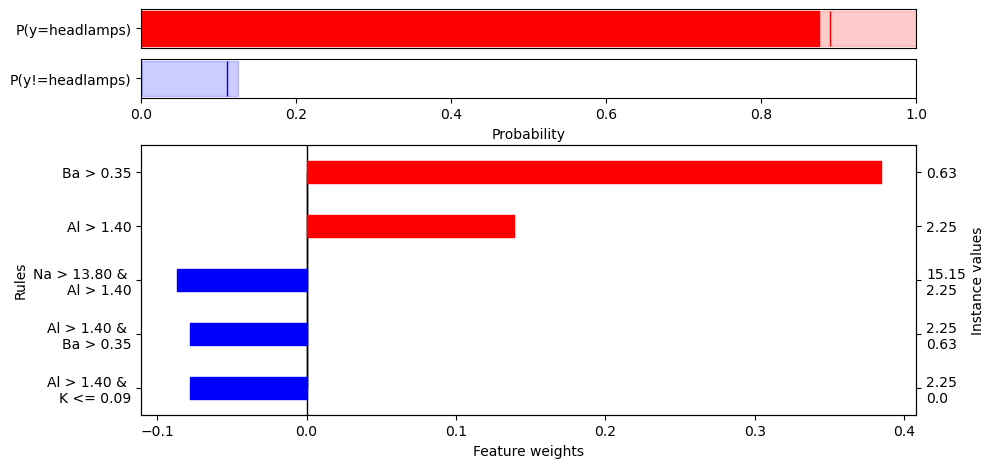 P(y=headlamps)
P(y!=headlamps)
0.0 0.2 0.4 0.6 0.8 1.0
Probability
Ba > 0.35 0.63
Al > 1.40 2.25
Na > 13.80 & 15.15
Al > 1.40 2.25
Al > 1.40 & 2.25
Ba > 0.35 0.63
Al > 1.40 & 2.25
K <= 0.09 0.0
Rules
Instance values
−0.1 0.0 0.1 0.2 0.3 0.4
Feature weights